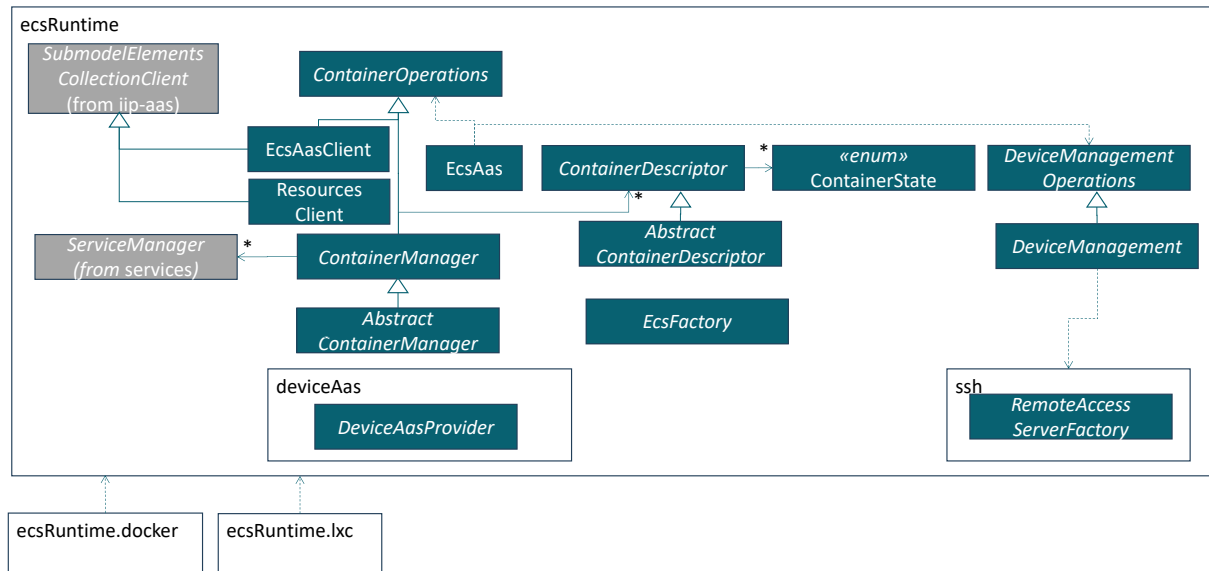 ecsRuntime
SubmodelElements
CollectionClient
(from iip-aas)
ContainerOperations
EcsAasClient
EcsAas
ContainerDescriptor
*
«enum»
ContainerState
DeviceManagement
Operations
Resources
Client
*
ServiceManager
(from services)
*
ContainerManager
Abstract
ContainerDescriptor
DeviceManagement
Abstract
ContainerManager
EcsFactory
deviceAas
DeviceAasProvider
ssh
RemoteAccess
ServerFactory
ecsRuntime.docker
ecsRuntime.lxc